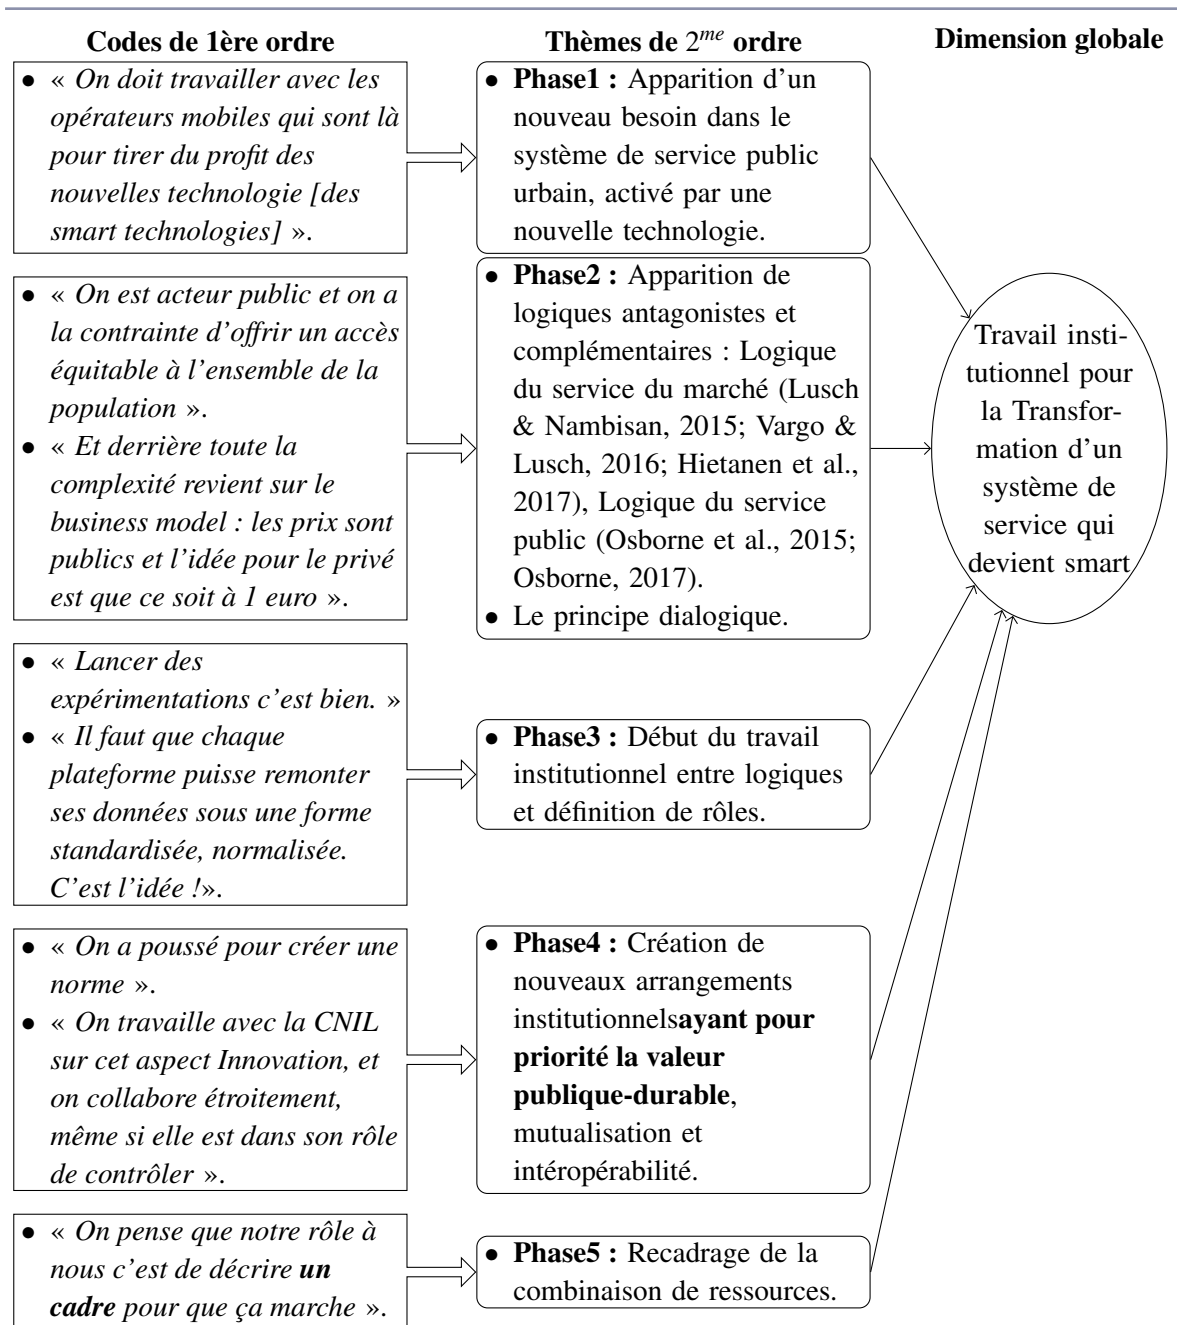 Codes de 1ère ordre
Thèmes de 2me ordre
Dimension globale
• « On doit travailler avec les
opérateurs mobiles qui sont là
pour tirer du profit des
nouvelles technologie [des
smart technologies] ».
• Phase1 : Apparition d'un
nouveau besoin dans le
système de service public
urbain, activé par une
nouvelle technologie.
• « On est acteur public et on a
la contrainte d'offrir un accès
équitable à l'ensemble de la
population ».
• « Et derrière toute la
complexité revient sur le
business model : les prix sont
publics et l'idée pour le privé
est que ce soit à 1 euro ».
• Phase2 : Apparition de
logiques antagonistes et
complémentaires : Logique
du service du marché (Lusch
& Nambisan, 2015; Vargo &
Lusch, 2016; Hietanen et al.,
2017), Logique du service
public (Osborne et al., 2015;
Osborne, 2017).
• Le principe dialogique.
Travail insti-
tutionnel pour
la Transfor-
mation d'un
système de
service qui
devient smart
• « Lancer des
expérimentations c'est bien. »
• « Il faut que chaque
plateforme puisse remonter
ses données sous une forme
standardisée, normalisée.
C'est l'idée !».
• Phase3 : Début du travail
institutionnel entre logiques
et définition de rôles.
• « On a poussé pour créer une
norme ».
• « On travaille avec la CNIL
sur cet aspect Innovation, et
on collabore étroitement,
même si elle est dans son rôle
de contrôler ».
• Phase4 : Création de
nouveaux arrangements
institutionnelsayant pour
priorité la valeur
publique-durable,
mutualisation et
intéropérabilité.
• « On pense que notre rôle à
nous c'est de décrire un
cadre pour que ça marche ».
• Phase5 : Recadrage de la
combinaison de ressources.